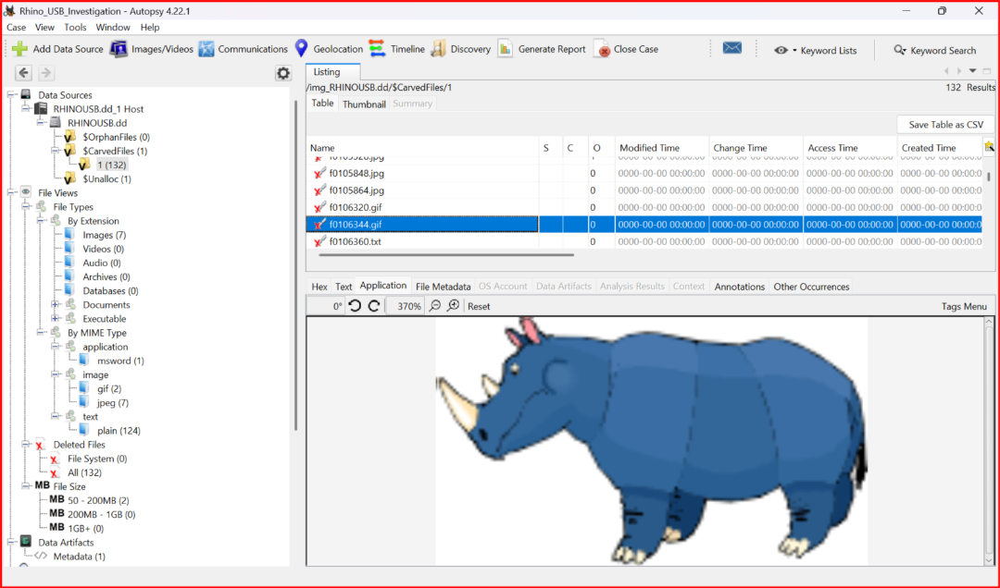 Rhino_USB_Investigation - Autopsy 4.22.1
Case View Tools Window Help
Add Data Source Images/Videos Communications Geolocation Timeline Discovery Generate Report Close Case Keyword Lists Keyword Search
Listing
/img_RHINOUSB.dd/$CarvedFiles/1 132 Results
Table Thumbnail Summary
Save Table as CSV
Name S C O Modified Time Change Time Access Time Created Time
f0105848.jpg 0 0000-00-00 00:00:00 0000-00-00 00:00:00 0000-00-00 00:00:00 0000-00-00 00:00:0
f0105864.jpg 0 0000-00-00 00:00:00 0000-00-00 00:00:00 0000-00-00 00:00:00 0000-00-00 00:00:0
f0106320.gif 0 0000-00-00 00:00:00 0000-00-00 00:00:00 0000-00-00 00:00:00 0000-00-00 00:00:0
f0106344.gif 0 0000-00-00 00:00:00 0000-00-00 00:00:00 0000-00-00 00:00:00 0000-00-00 00:00:0
f0106360.txt 0 0000-00-00 00:00:00 0000-00-00 00:00:00 0000-00-00 00:00:00 0000-00-00 00:00:0
Hex Text Application File Metadata OS Account Data Artifacts Analysis Results Context Annotations Other Occurrences
0° 370% Reset Tags Menu
Data Sources
RHINOUSB.dd_1 Host
RHINOUSB.dd
$OrphanFiles (0)
$CarvedFiles (1)
1 (132)
$Unalloc (1)
File Views
File Types
By Extension
Images (7)
Videos (0)
Audio (0)
Archives (0)
Databases (0)
Documents
Executable
By MIME Type
application
msword (1)
image
gif (2)
jpeg (7)
text
plain (124)
Deleted Files
File System (0)
All (132)
MB File Size
MB 50 - 200MB (2)
MB 200MB - 1GB (0)
MB 1GB+ (0)
Data Artifacts
Metadata (1)